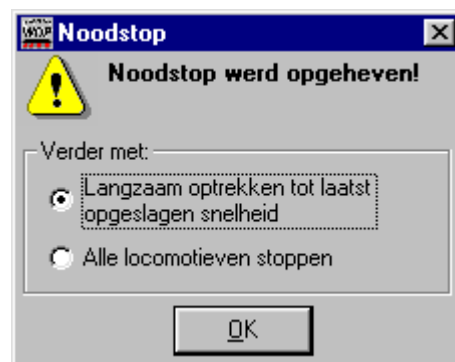 Noodstop
Noodstop werd opgeheven!
Verder met:
Langzaam optrekken tot laatst
opgeslagen snelheid
Alle locomotieven stoppen
OK